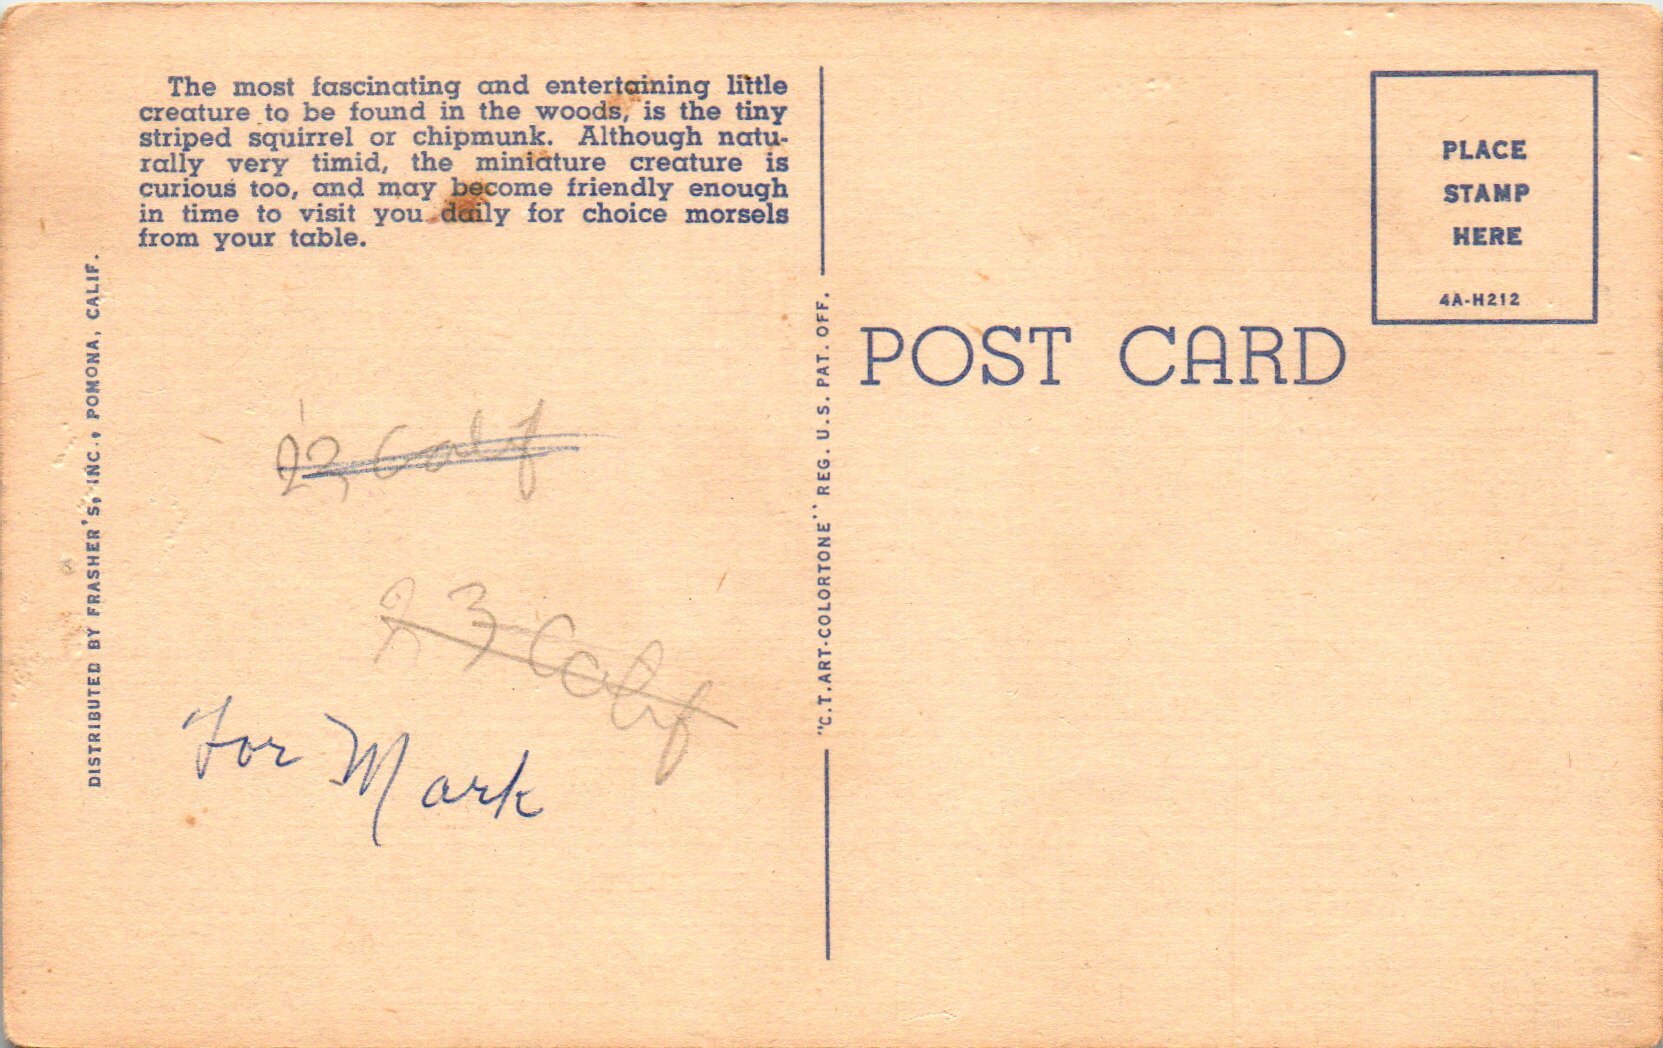 The most fascinating and entertaining little
creature to be found in the woods, is the tiny
striped squirrel or chipmunk. Although natu-
rally very timid, the miniature creature is
curious too, and may become friendly enough
in time to visit you daily for choice morsels
from your table.
DISTRIBUTED BY FRASHER'S, INC., POMONA, CALIF.
23 Calif
23 Calif
For Mark
"C.T. ART-COLORTONE" REG. U.S. PAT. OFF.
POST CARD
PLACE
STAMP
HERE
4A-H212